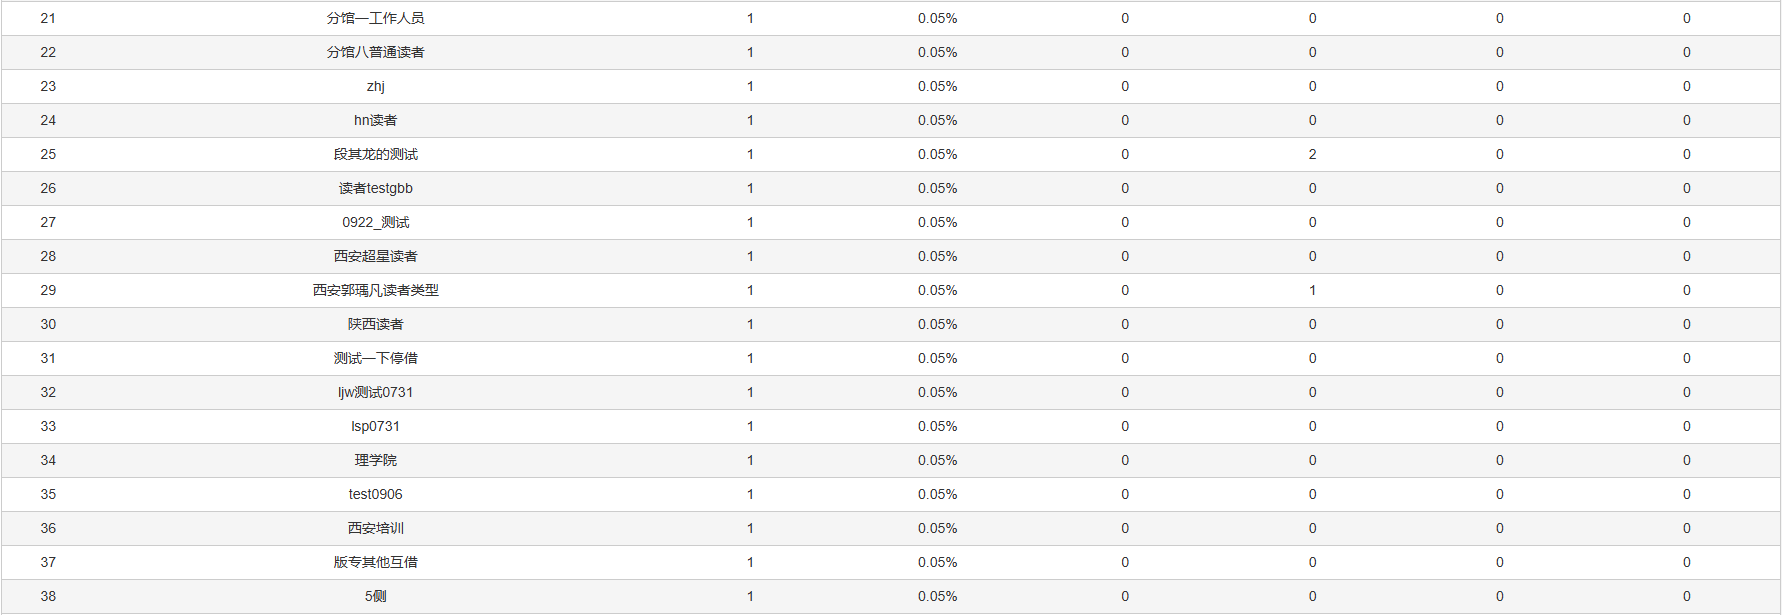 21 分馆一工作人员 1 0.05% 0 0 0 0
22 分馆八普通读者 1 0.05% 0 0 0 0
23 zhj 1 0.05% 0 0 0 0
24 hn读者 1 0.05% 0 0 0 0
25 段其龙的测试 1 0.05% 0 2 0 0
26 读者testgbb 1 0.05% 0 0 0 0
27 0922_测试 1 0.05% 0 0 0 0
28 西安超星读者 1 0.05% 0 0 0 0
29 西安郭瑀凡读者类型 1 0.05% 0 1 0 0
30 陕西读者 1 0.05% 0 0 0 0
31 测试一下停借 1 0.05% 0 0 0 0
32 ljw测试0731 1 0.05% 0 0 0 0
33 lsp0731 1 0.05% 0 0 0 0
34 理学院 1 0.05% 0 0 0 0
35 test0906 1 0.05% 0 0 0 0
36 西安培训 1 0.05% 0 0 0 0
37 版专其他互借 1 0.05% 0 0 0 0
38 5侧 1 0.05% 0 0 0 0